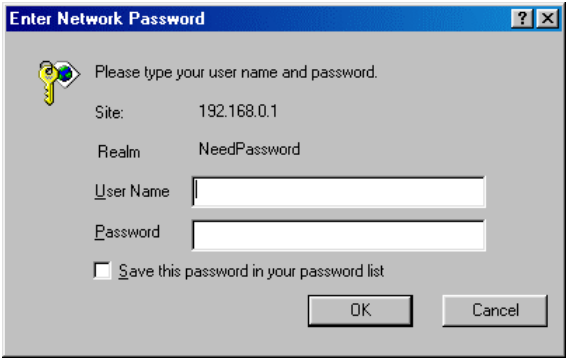 Enter Network Password
Please type your user name and password.
Site: 192.168.0.1
Realm NeedPassword
User Name
Password
Save this password in your password list
OK Cancel